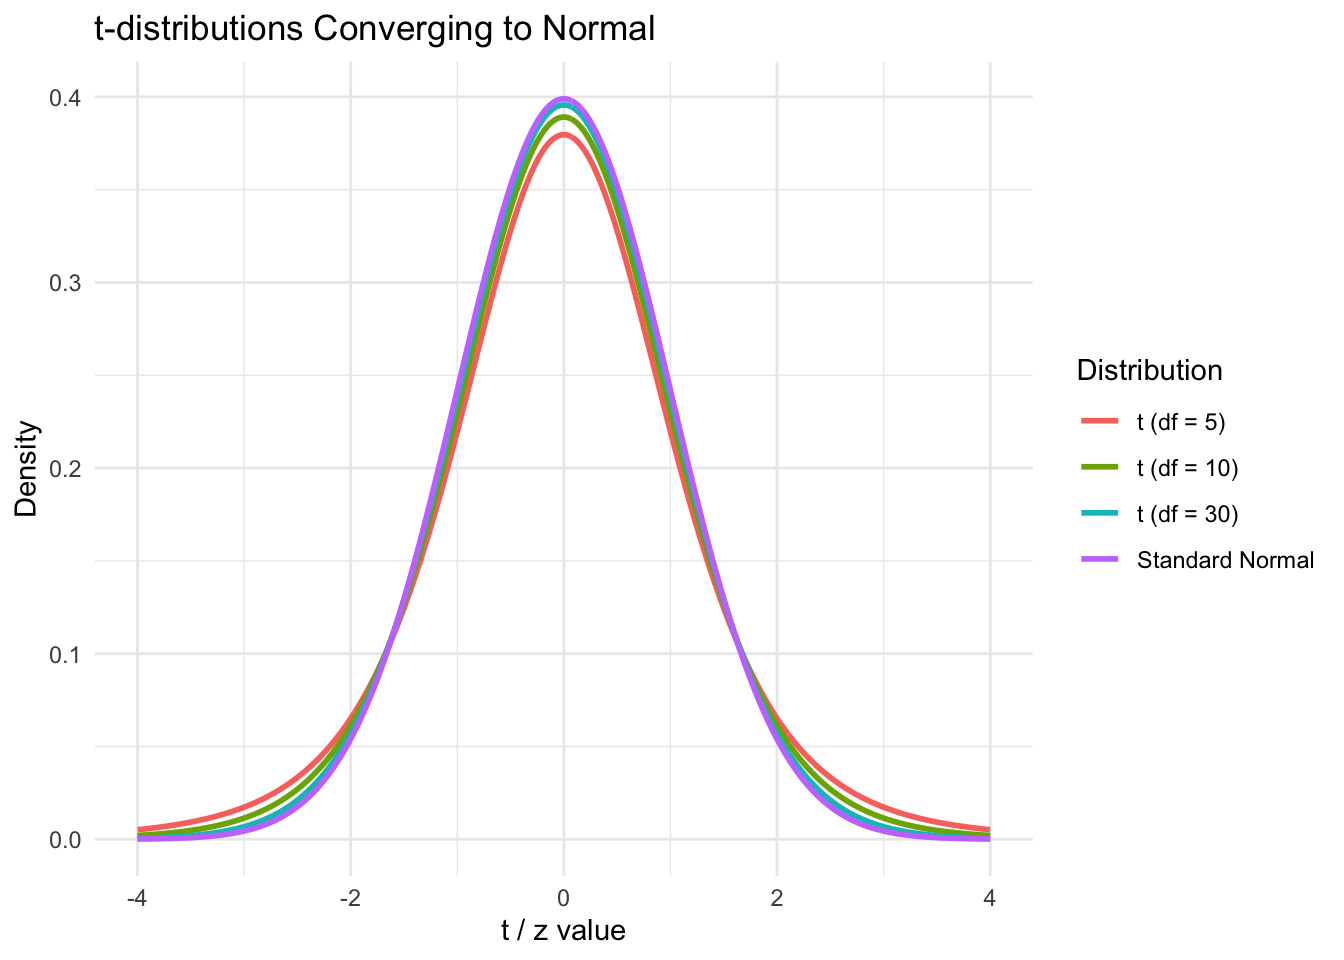 t-distributions Converging to Normal
Density
0.4
0.3
0.2
0.1
0.0
-4 -2 0 2 4
t / z value
Distribution
t (df = 5)
t (df = 10)
t (df = 30)
Standard Normal